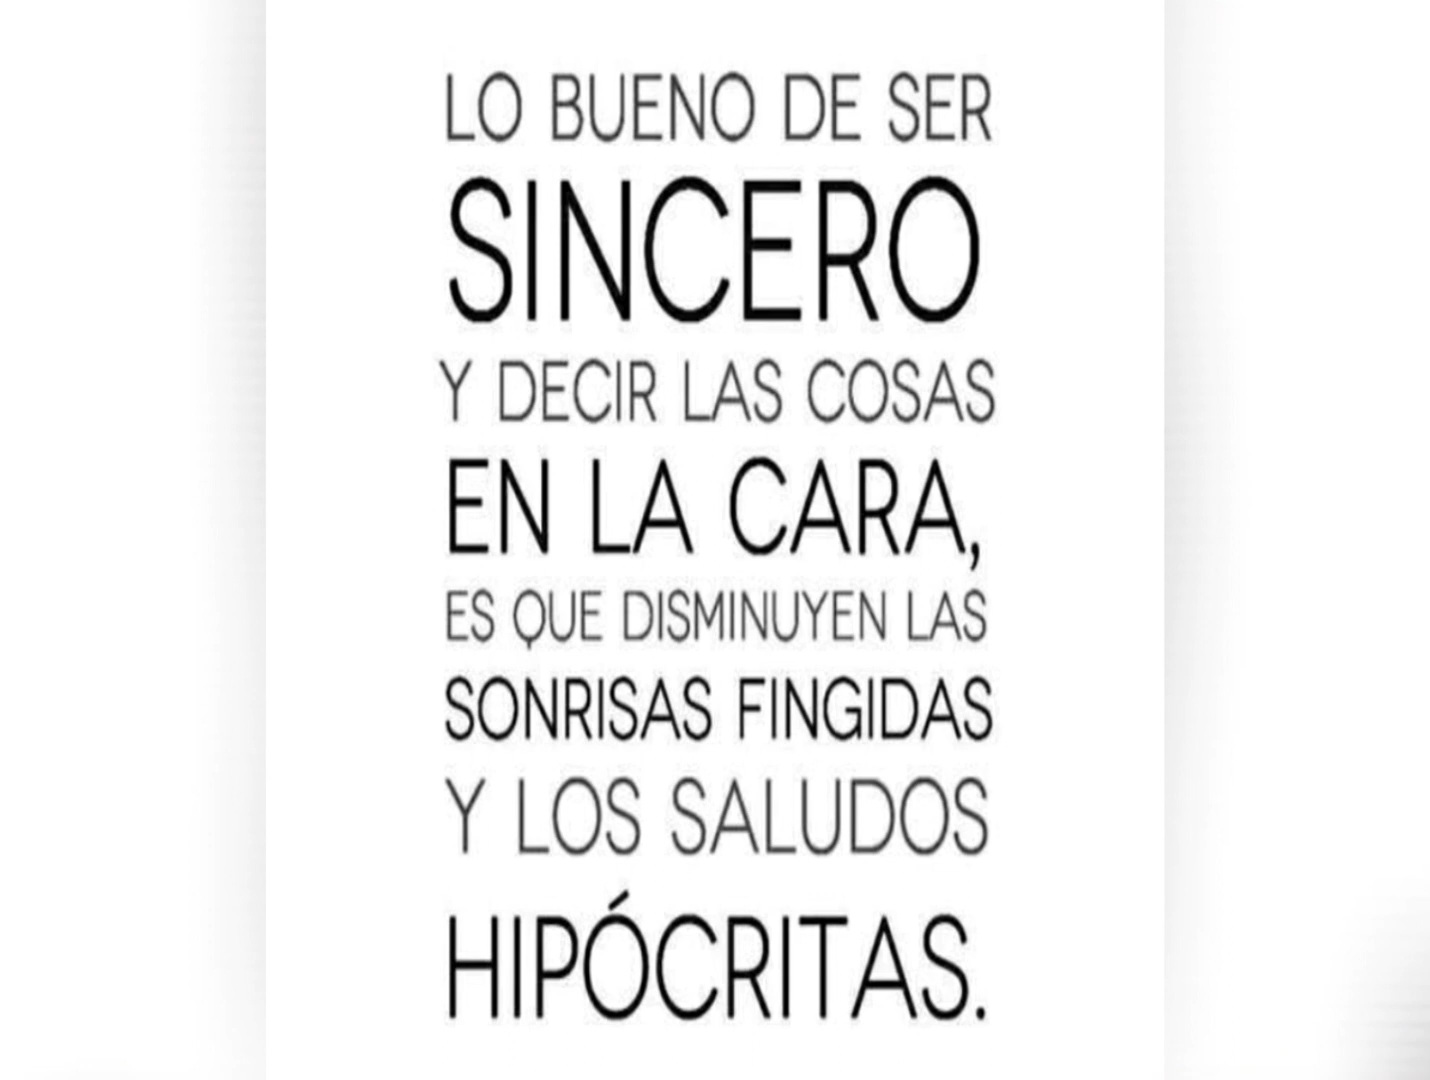 LO BUENO DE SER
SINCERO
Y DECIR LAS COSAS
EN LA CARA,
ES QUE DISMINUYEN LAS
SONRISAS FINGIDAS
Y LOS SALUDOS
HIPÓCRITAS.